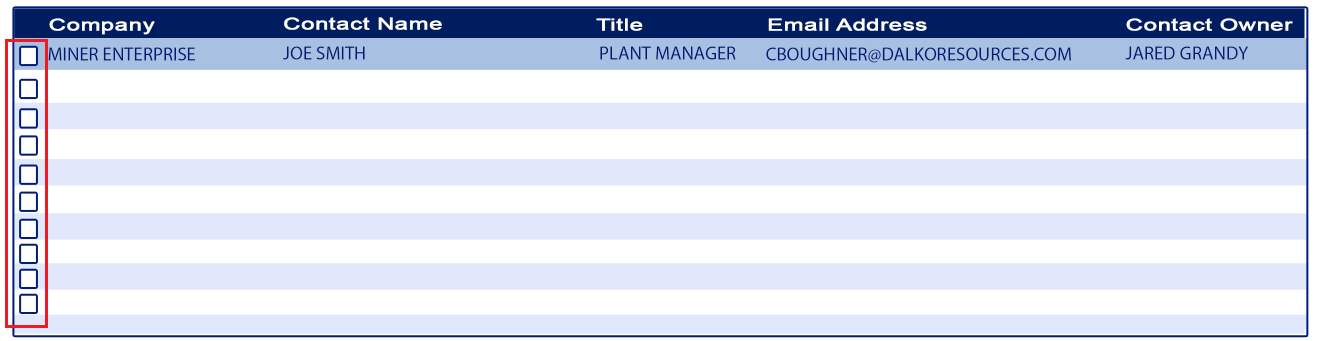 Company Contact Name Title Email Address Contact Owner
MINER ENTERPRISE JOE SMITH PLANT MANAGER CBOUGHNER@DALKORESOURCES.COM JARED GRANDY